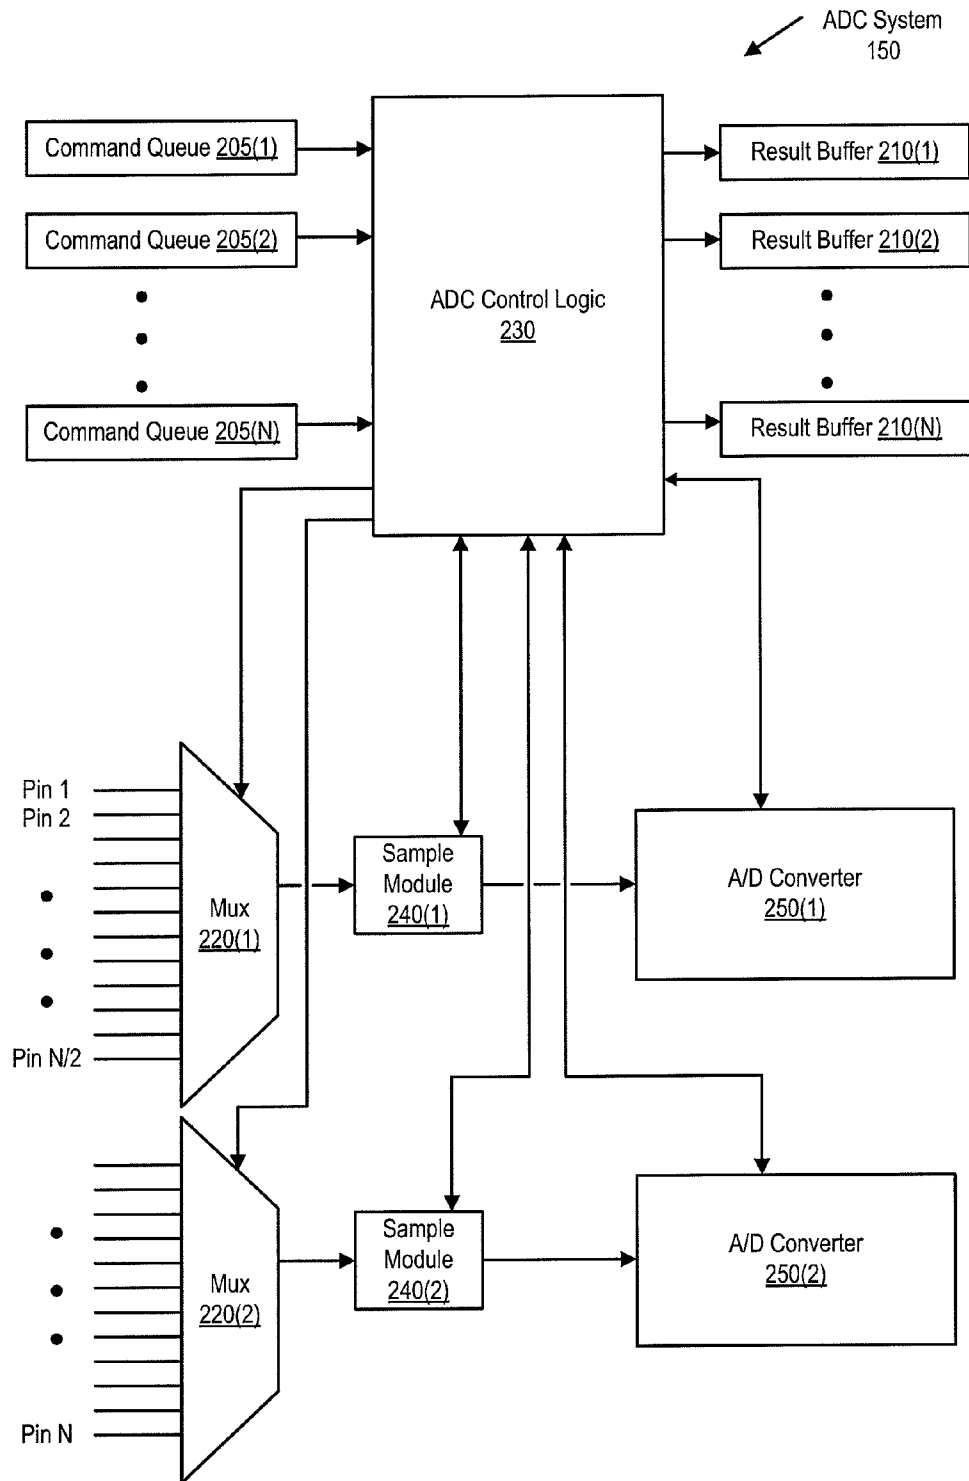 ADC System
150
Command Queue 205(1)
Command Queue 205(2)
Command Queue 205(N)
ADC Control Logic
230
Result Buffer 210(1)
Result Buffer 210(2)
Result Buffer 210(N)
Pin 1
Pin 2
Pin N/2
Mux
220(1)
Sample
Module
240(1)
A/D Converter
250(1)
Pin N
Mux
220(2)
Sample
Module
240(2)
A/D Converter
250(2)